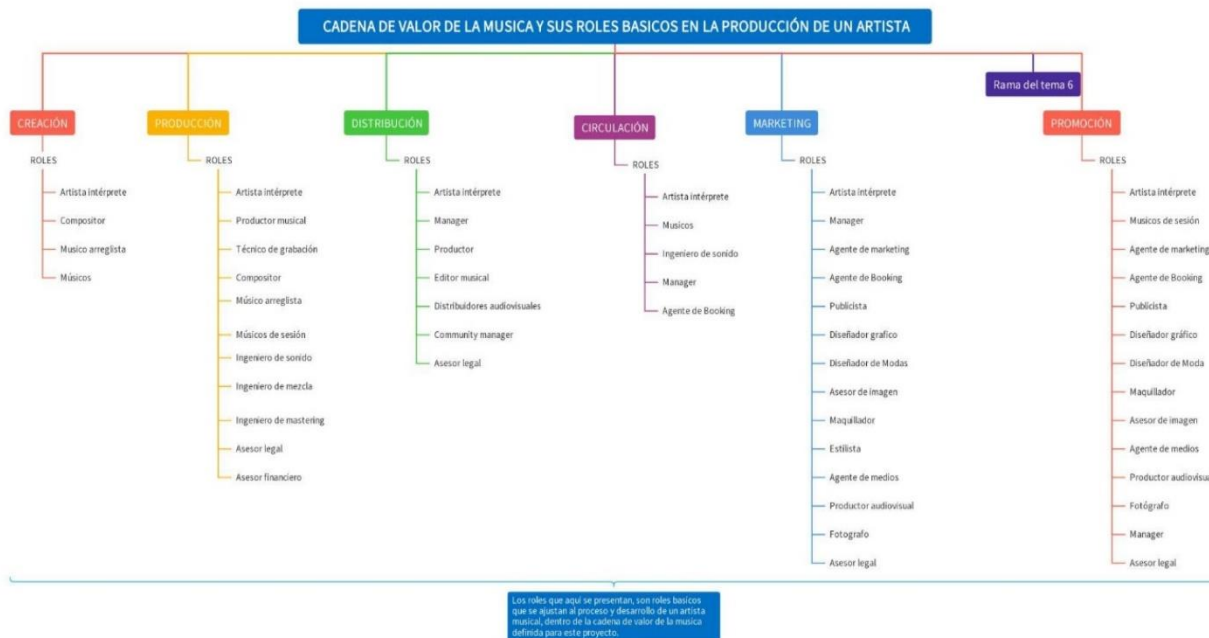 CADENA DE VALOR DE LA MUSICA Y SUS ROLES BASICOS EN LA PRODUCCIÓN DE UN ARTISTA
Rama del tema 6
CREACIÓN
ROLES
Artista intérprete
Compositor
Musico arreglista
Músicos
PRODUCCIÓN
ROLES
Artista intérprete
Productor musical
Técnico de grabación
Compositor
Músico arreglista
Músicos de sesión
Ingeniero de sonido
Ingeniero de mezcla
Ingeniero de mastering
Asesor legal
Asesor financiero
DISTRIBUCIÓN
ROLES
Artista intérprete
Manager
Productor
Editor musical
Distribuidores audiovisuales
Community manager
Asesor legal
CIRCULACIÓN
ROLES
Artista intérprete
Musicos
Ingeniero de sonido
Manager
Agente de Booking
MARKETING
ROLES
Artista intérprete
Manager
Agente de marketing
Agente de Booking
Publicista
Diseñador grafico
Diseñador de Modas
Asesor de imagen
Maquillador
Estilista
Agente de medios
Productor audiovisual
Fotografo
Asesor legal
PROMOCIÓN
ROLES
Artista intérprete
Musicos de sesión
Agente de marketing
Agente de Booking
Publicista
Diseñador gráfico
Diseñador de Moda
Maquillador
Asesor de imagen
Agente de medios
Productor audiovisua
Fotógrafo
Manager
Asesor legal
Los roles que aquí se presentan, son roles basicos
que se ajustan al proceso y desarrollo de un artista
musical, dentro de la cadena de valor de la musica
definida para este proyecto.